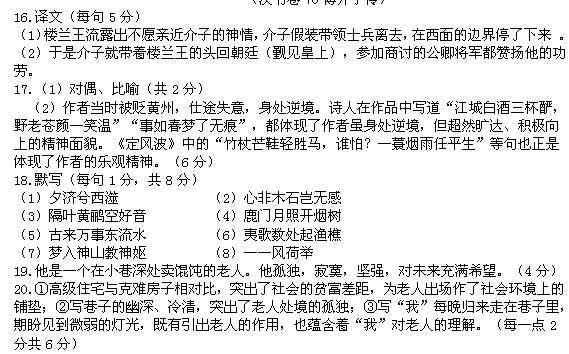 16.译文（每句5分）
（1）楼兰王流露出不愿亲近介子的神情，介子假装带领士兵离去，在西面的边界停了下来 。
（2）于是介子就带着楼兰王的头回朝廷（觐见皇上），参加商讨的公卿将军都赞扬他的功
劳。
17.（1）对偶、比喻（共2分）
（2）作者当时被贬黄州，仕途失意，身处逆境。诗人在作品中写道“江城白酒三杯酽，
野老苍颜一笑温”“事如春梦了无痕”，都体现了作者虽身处逆境，但超然旷达、积极向
上的精神面貌。《定风波》中的“竹杖芒鞋轻胜马，谁怕？一蓑烟雨任平生”等句也正是
体现了作者的乐观精神。（6分）
18.默写（每句1分，共8分）
（1）夕济兮西澨 （2）心非木石岂无感
（3）隔叶黄鹂空好音 （4）鹿门月照开烟树
（5）古来万事东流水 （6）夷歌数处起渔樵
（7）梦入神山教神妪 （8）一一风荷举
19.他是一个在小巷深处卖馄饨的老人。他孤独，寂寞，坚强，对未来充满希望。（4分）
20.①高级住宅与克难房子相对比，突出了社会的贫富差距，为老人出场作了社会环境上的
铺垫；②写巷子的幽深、冷清，突出了老人处境的孤独；③写“我”每晚归来走在巷子里，
期盼见到微弱的灯光，既有引出老人的作用，也蕴含着“我”对老人的理解。（每一点2
分共6分）